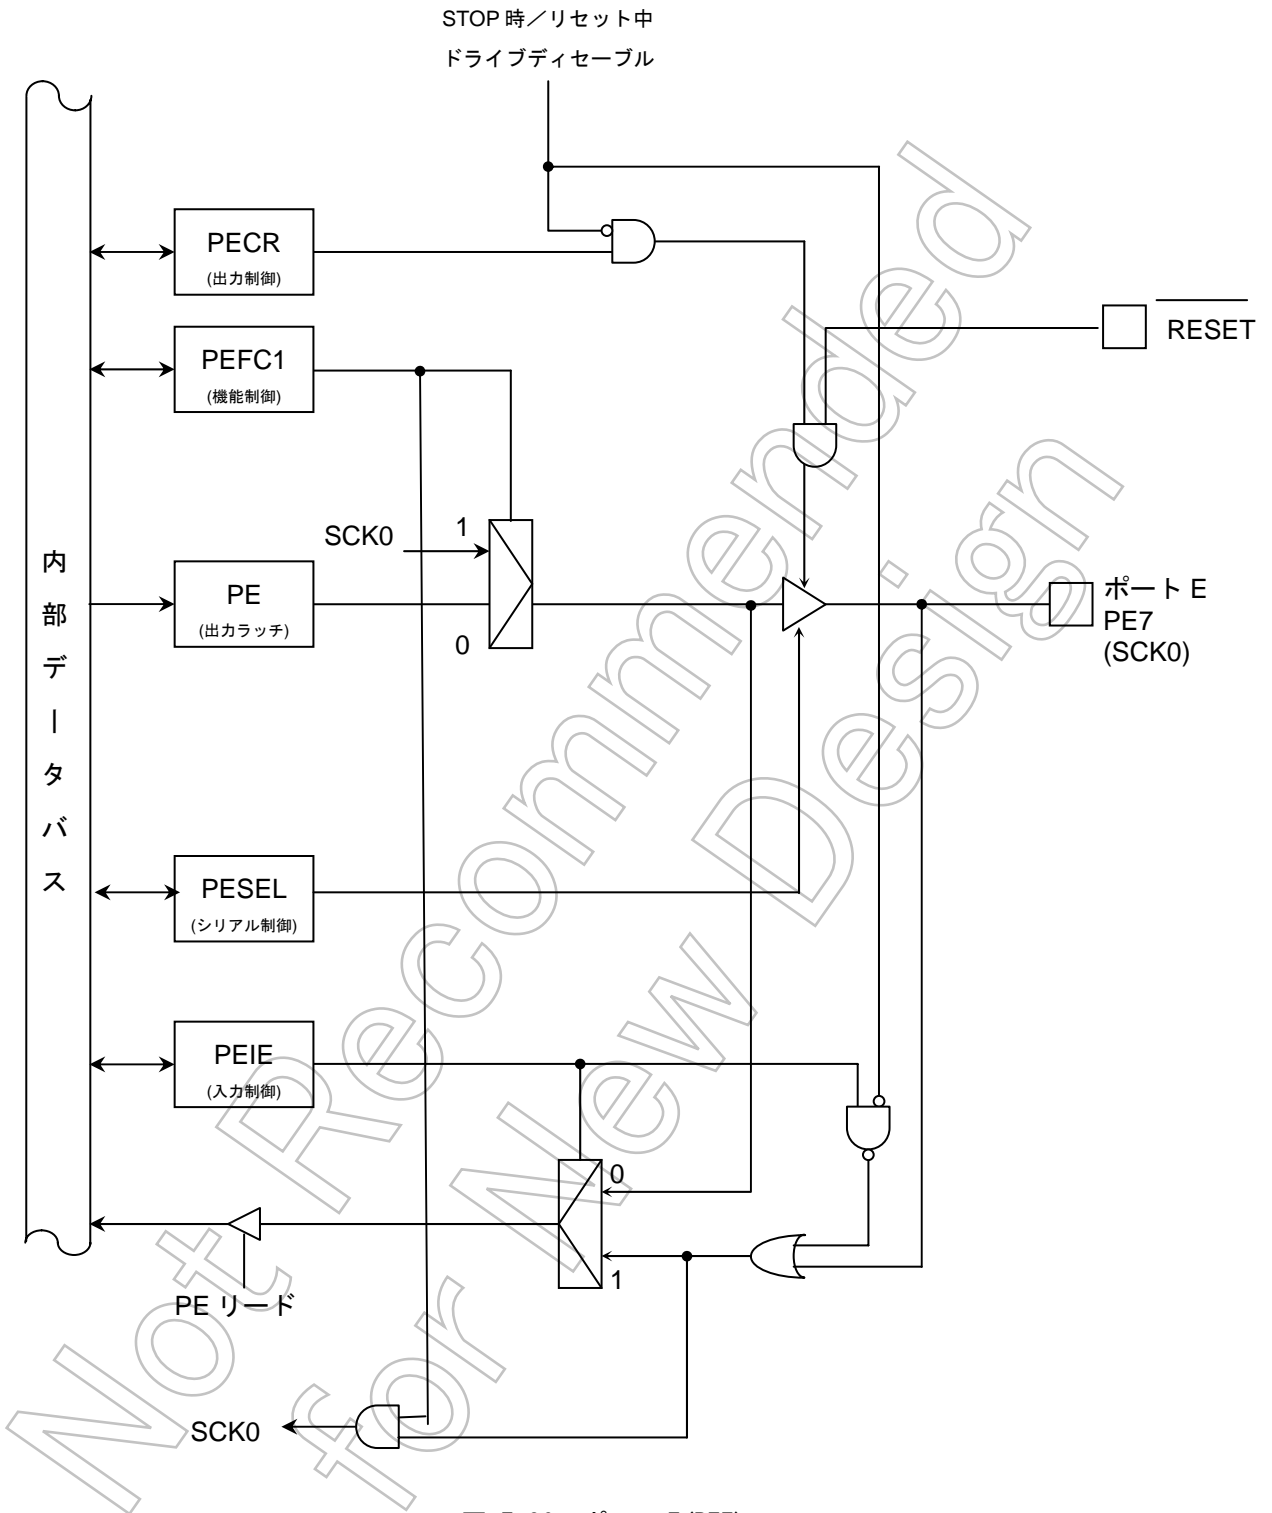 STOP 時／リセット中
ドライブディセーブル
PECR
(出力制御)
RESET
PEFC1
(機能制御)
SCK0
1
内部データバス
PE
(出力ラッチ)
0
ポート E
PE7
(SCK0)
PESEL
(シリアル制御)
PEIE
(入力制御)
0
1
PE リード
SCK0
Not Recommended
for New Design